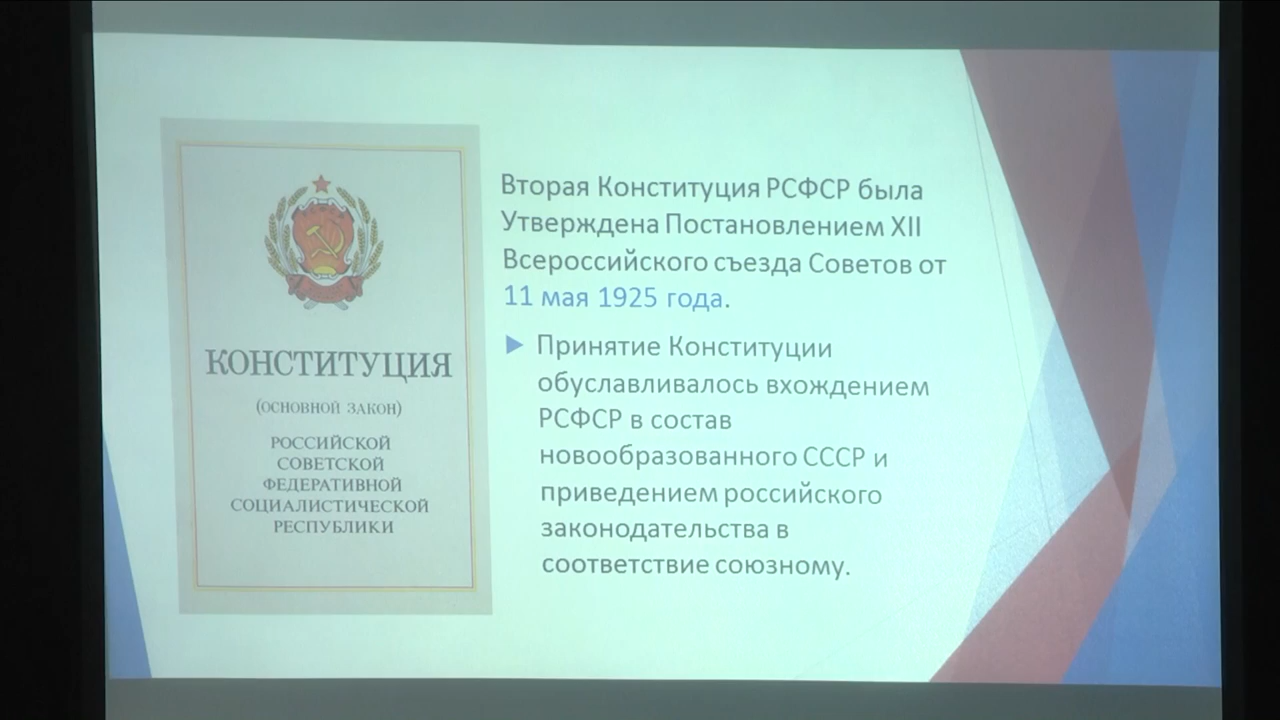 КОНСТИТУЦИЯ
(ОСНОВНОЙ ЗАКОН)
РОССИЙСКОЙ
СОВЕТСКОЙ
ФЕДЕРАТИВНОЙ
СОЦИАЛИСТИЧЕСКОЙ
РЕСПУБЛИКИ
Вторая Конституция РСФСР была
Утверждена Постановлением XII
Всероссийского съезда Советов от
11 мая 1925 года.
Принятие Конституции
обуславливалось вхождением
РСФСР в состав
новообразованного СССР и
приведением российского
законодательства в
соответствие союзному.